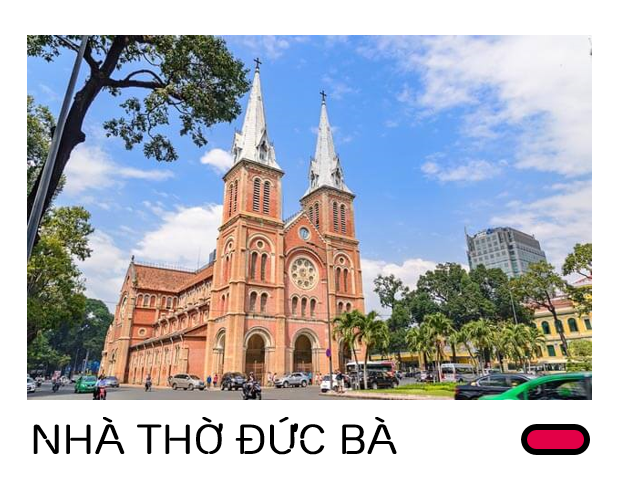 NHÀ THỜ ĐỨC BÀ